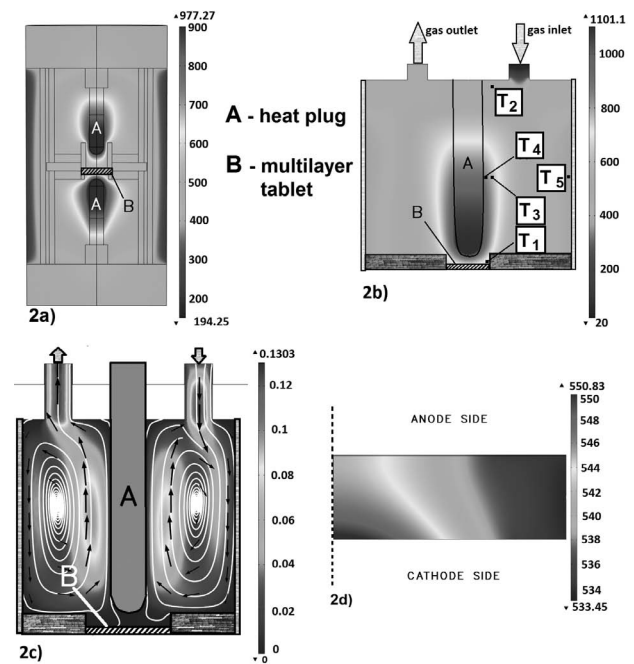 ▲977.27
900
800
700
600
500
400
300
200
▼ 194.25
A
A
B
2a)
A - heat plug
B - multilayer
tablet
gas outlet
gas inlet
T2
T4
T5
T3
T1
A
B
2b)
1101.1
1000
800
600
400
200
▼ 20
▲ 0.1303
0.12
0.1
0.08
0.06
0.04
0.02
0
▼ 0
A
B
2c)
ANODE SIDE
CATHODE SIDE
2d)
▲ 550.83
550
548
546
544
542
540
538
536
534
▼533.45